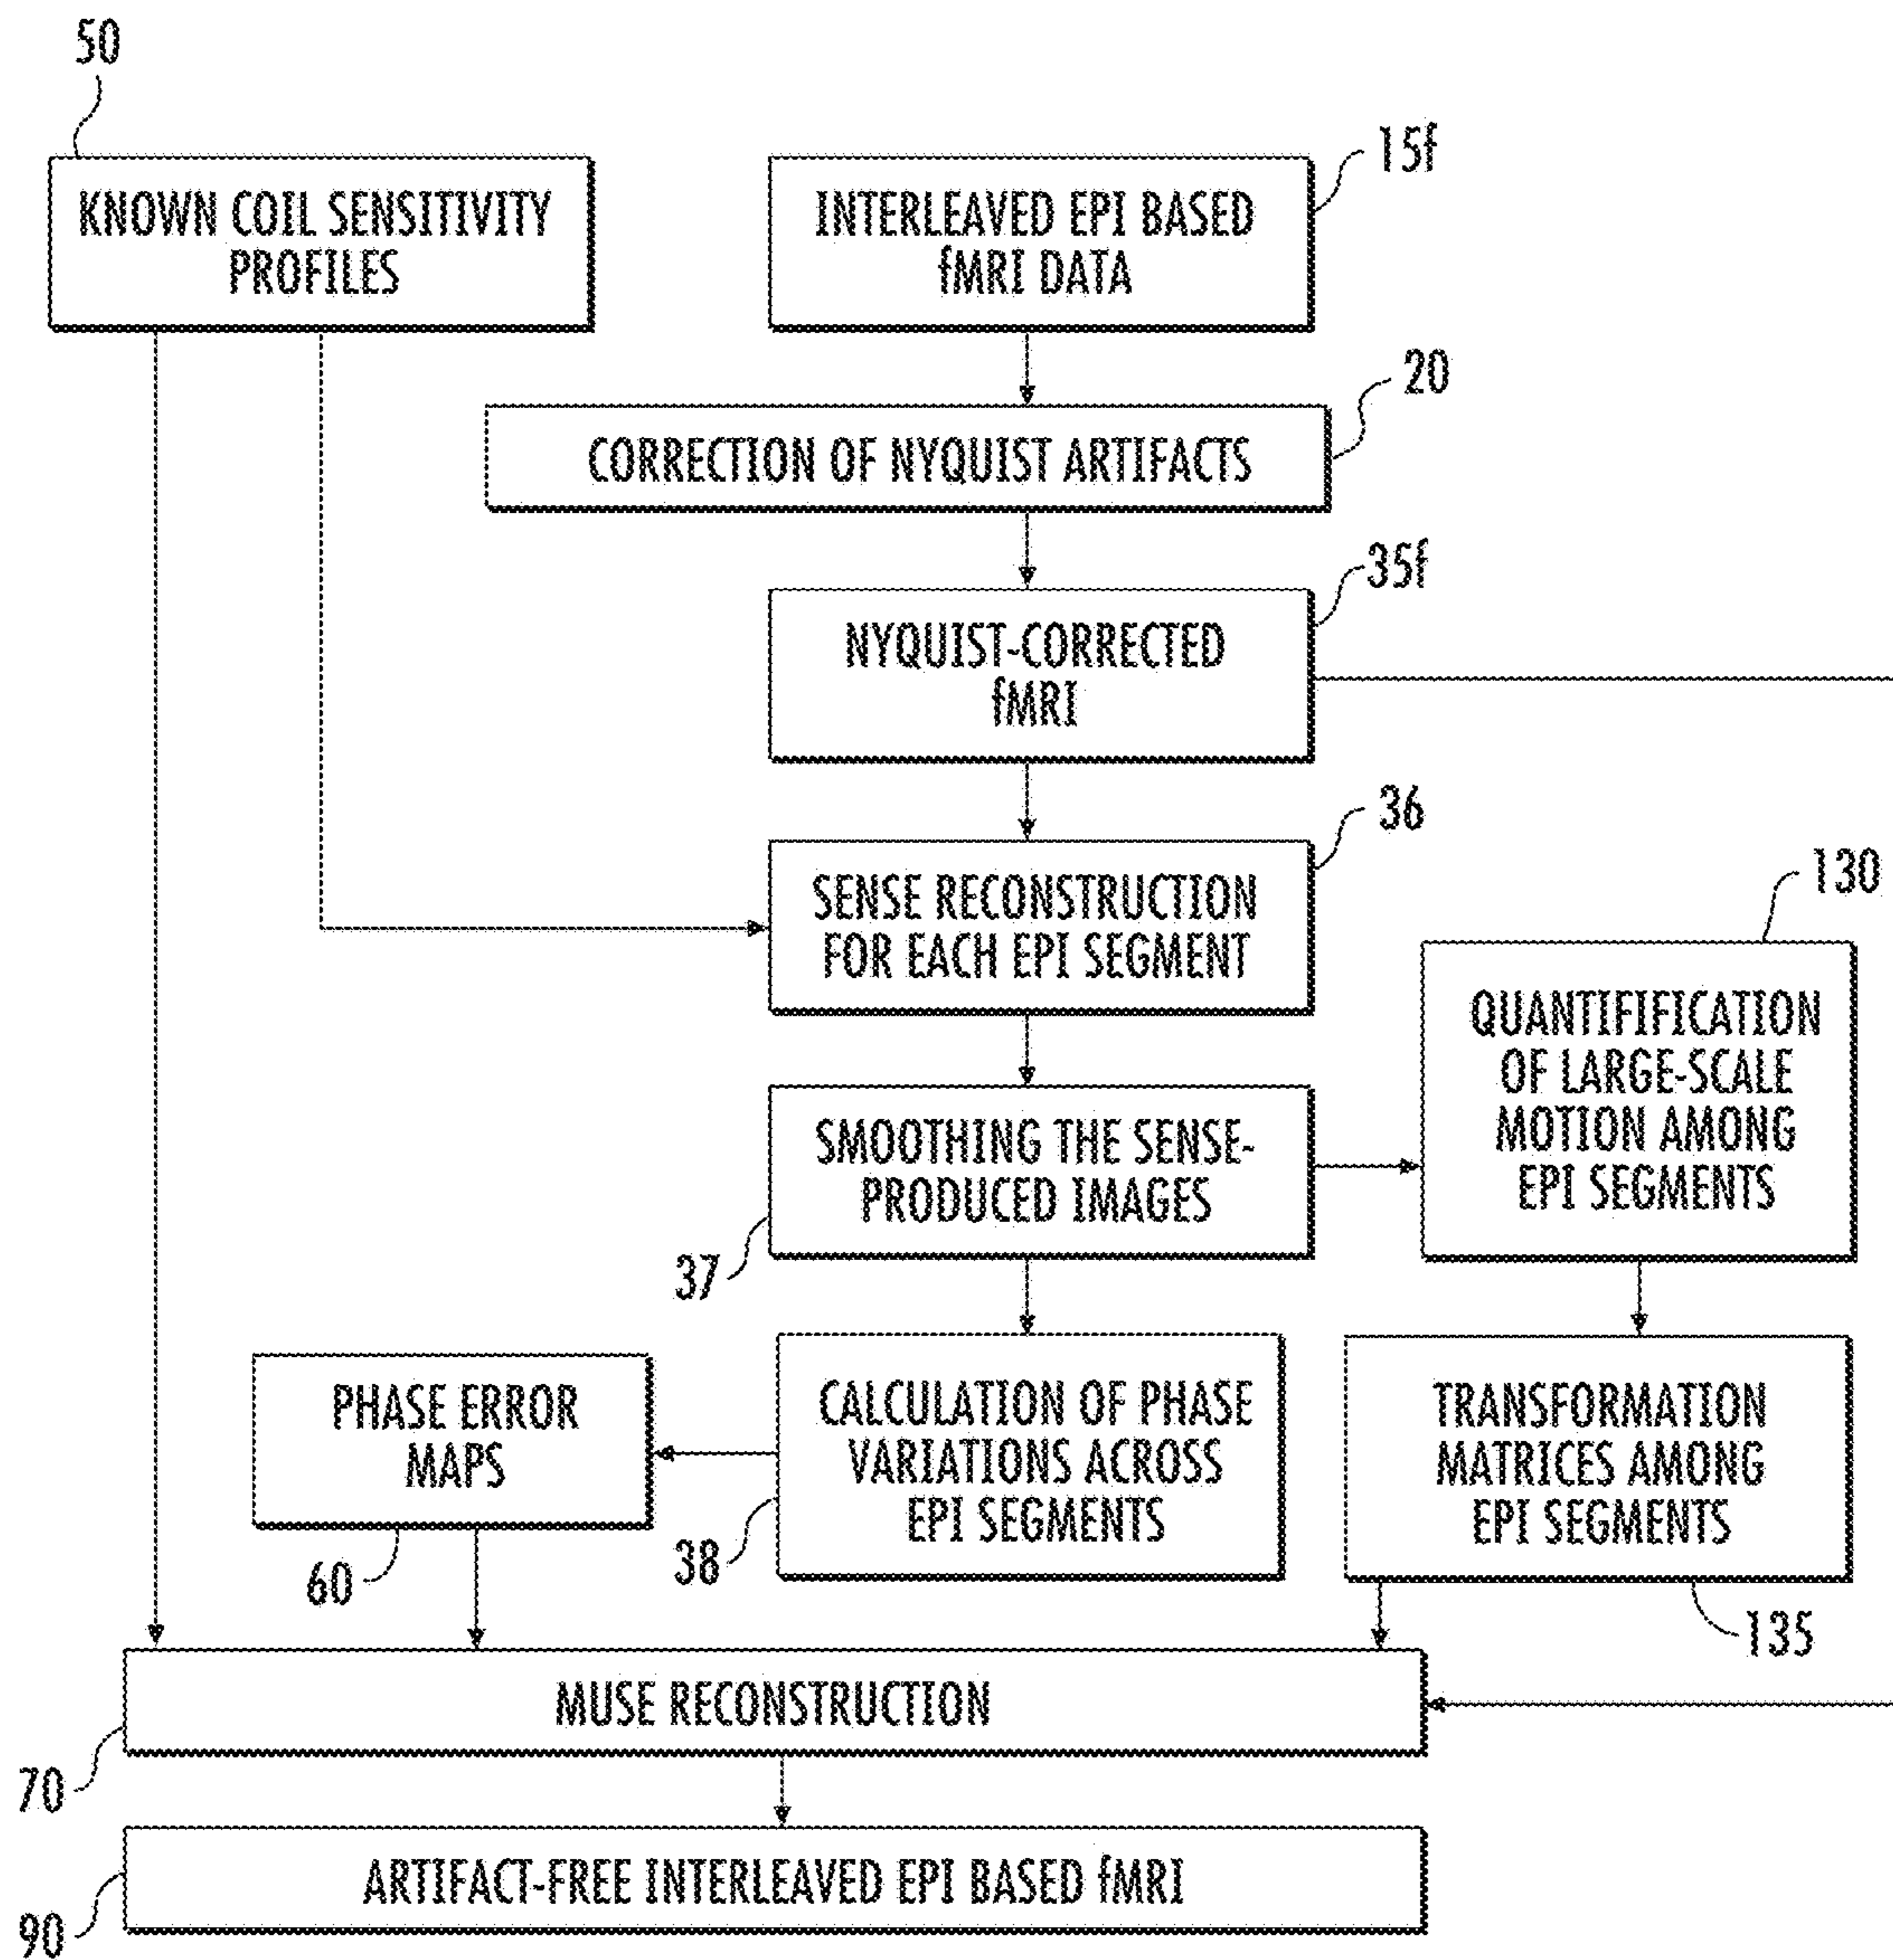 50
KNOWN COIL SENSITIVITY
PROFILES
15f
INTERLEAVED EPI BASED
fMRI DATA
20
CORRECTION OF NYQUIST ARTIFACTS
35f
NYQUIST-CORRECTED
fMRI
36
SENSE RECONSTRUCTION
FOR EACH EPI SEGMENT
130
QUANTIFIFICATION
OF LARGE-SCALE
MOTION AMONG
EPI SEGMENTS
SMOOTHING THE SENSE-
PRODUCED IMAGES
37
PHASE ERROR
MAPS
60
CALCULATION OF PHASE
VARIATIONS ACROSS
EPI SEGMENTS
38
TRANSFORMATION
MATRICES AMONG
EPI SEGMENTS
135
MUSE RECONSTRUCTION
70
ARTIFACT-FREE INTERLEAVED EPI BASED fMRI
90